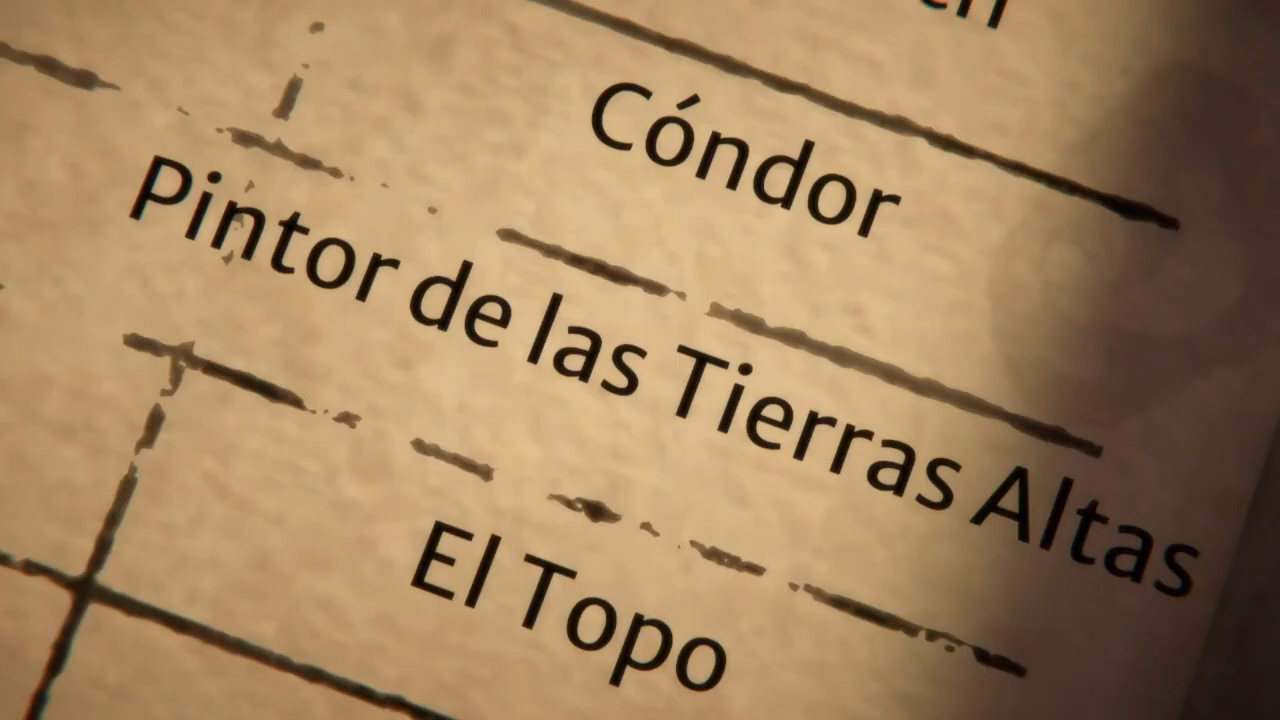 Cóndor
Pintor de las Tierras Altas
El Topo